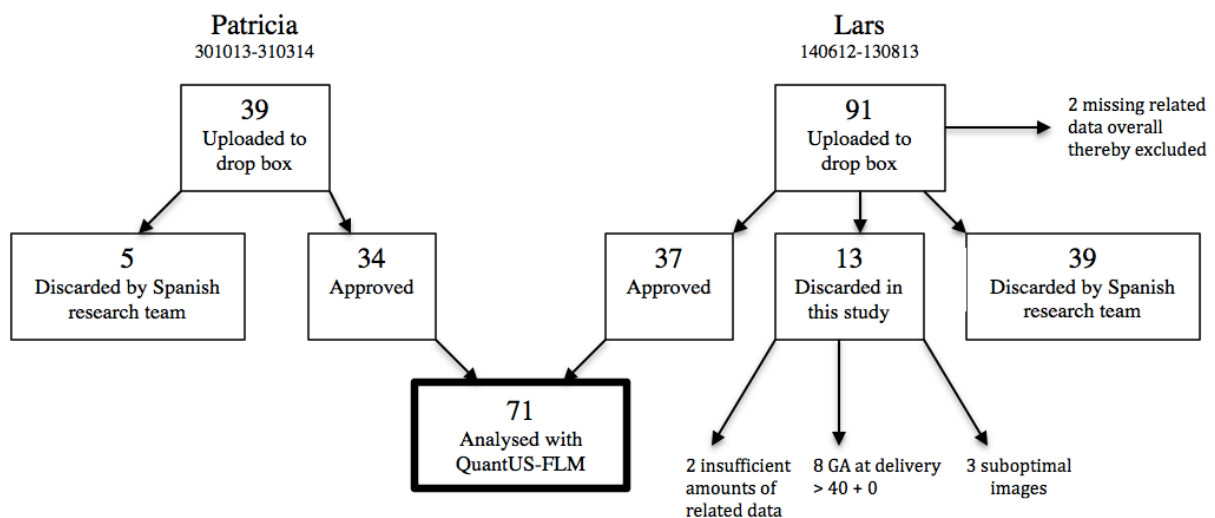 Patricia
301013-310314
39
Uploaded to
drop box
5
Discarded by Spanish
research team
34
Approved
Lars
140612-130813
91
Uploaded to
drop box
2 missing related
data overall
thereby excluded
37
Approved
13
Discarded in
this study
39
Discarded by Spanish
research team
71
Analysed with
QuantUS-FLM
2 insufficient
amounts of
related data
8 GA at delivery
> 40 + 0
3 suboptimal
images